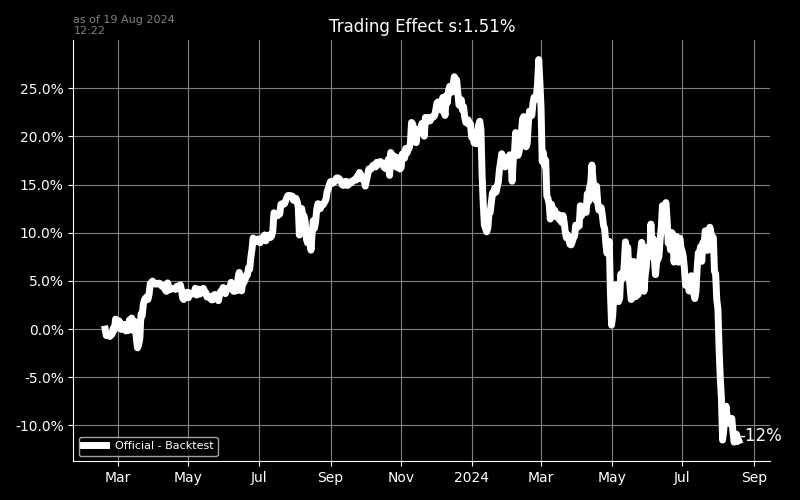 as of 19 Aug 2024
12:22
Trading Effect s:1.51%
25.0%
20.0%
15.0%
10.0%
5.0%
0.0%
-5.0%
-10.0%
-12%
Official - Backtest
Mar May Jul Sep Nov 2024 Mar May Jul Sep